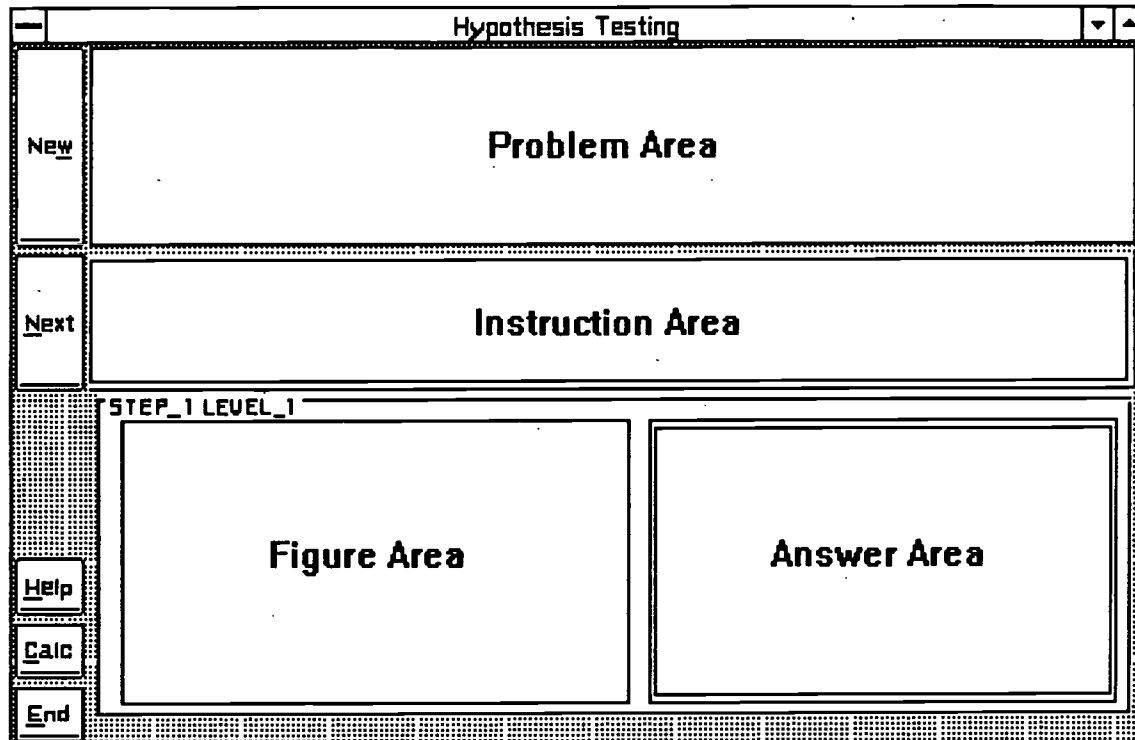 Hypothesis Testing
New
Problem Area
Next
Instruction Area
STEP_1 LEVEL_1
Figure Area
Answer Area
Help
Calc
End